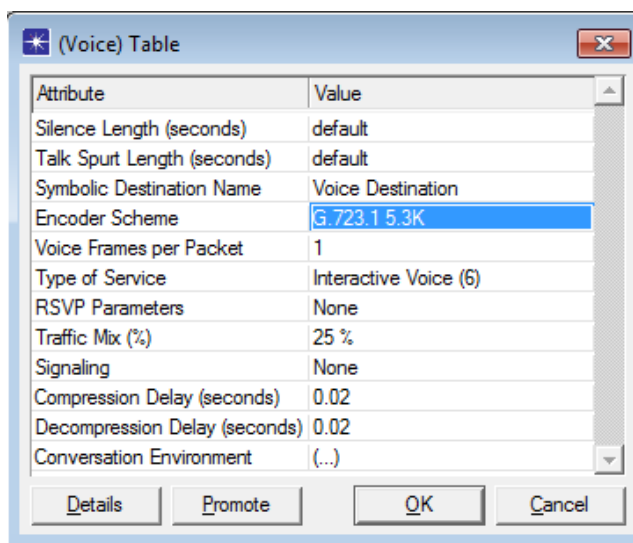 (Voice) Table
Attribute Value
Silence Length (seconds) default
Talk Spurt Length (seconds) default
Symbolic Destination Name Voice Destination
Encoder Scheme G.723.1 5.3K
Voice Frames per Packet 1
Type of Service Interactive Voice (6)
RSVP Parameters None
Traffic Mix (%) 25 %
Signaling None
Compression Delay (seconds) 0.02
Decompression Delay (seconds) 0.02
Conversation Environment (...)
Details Promote OK Cancel